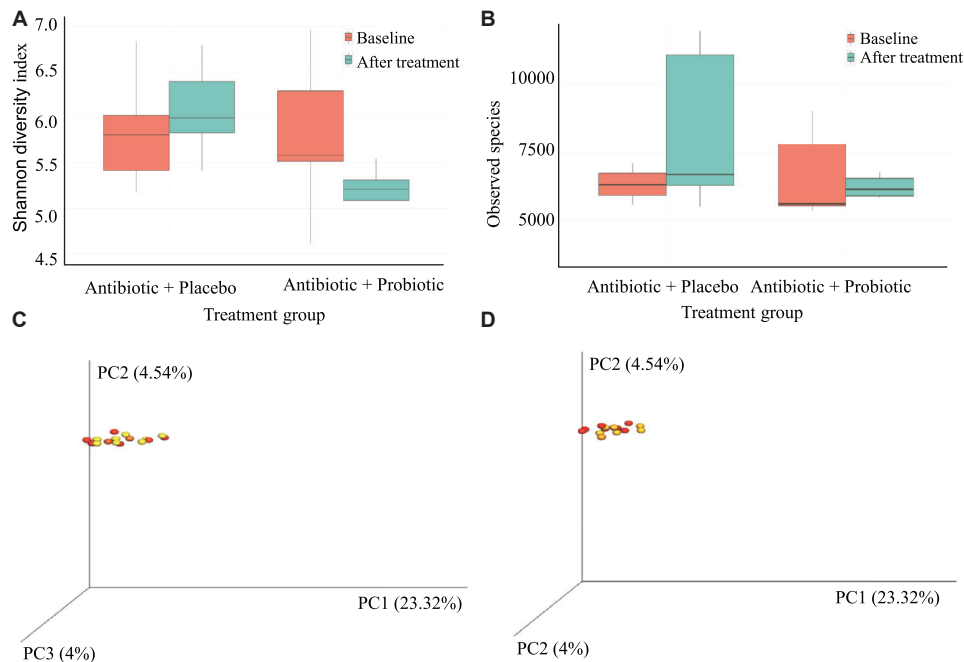 A
7.0
6.5
6.0
5.5
5.0
4.5
Shannon diversity index
Baseline
After treatment
Antibiotic + Placebo
Antibiotic + Probiotic
Treatment group
B
10000
7500
5000
Observed species
Baseline
After treatment
Antibiotic + Placebo
Antibiotic + Probiotic
Treatment group
C
PC2 (4.54%)
PC1 (23.32%)
PC3 (4%)
D
PC2 (4.54%)
PC1 (23.32%)
PC2 (4%)